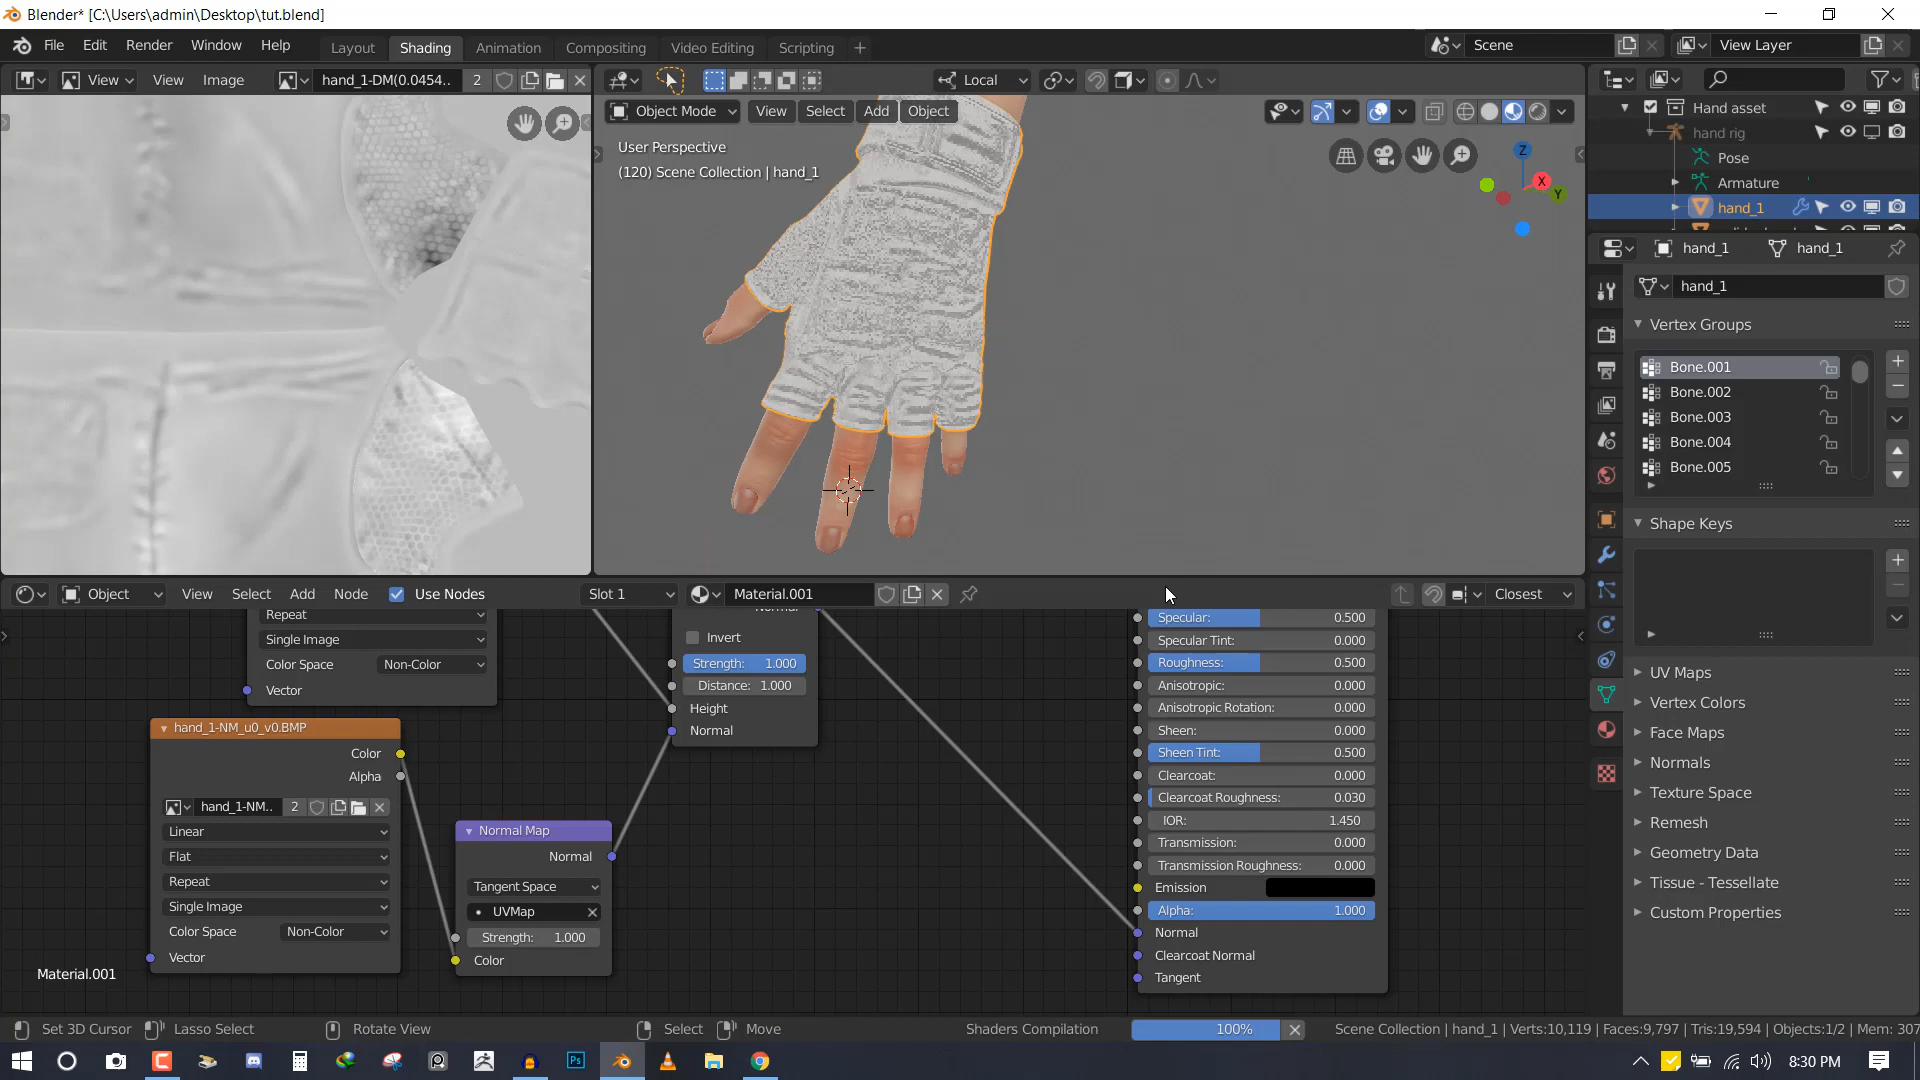 Blender* [C:\Users\admin\Desktop\tut.blend]
File Edit Render Window Help Layout Shading Animation Compositing Video Editing Scripting + Scene View Layer
View View Image hand_1-DM(0.0454.. 2 Local
Object Mode View Select Add Object
User Perspective
(120) Scene Collection | hand_1
Z
X
Y
Hand asset
hand rig
Pose
Armature
hand_1
hand_1 hand_1
hand_1
Vertex Groups
Bone.001
Bone.002
Bone.003
Bone.004
Bone.005
Shape Keys
UV Maps
Vertex Colors
Face Maps
Normals
Texture Space
Remesh
Geometry Data
Tissue - Tessellate
Custom Properties
Object View Select Add Node Use Nodes Slot 1 Material.001 Closest
Repeat
Single Image
Color Space Non-Color
Vector
hand_1-NM_u0_v0.BMP
Color
Alpha
hand_1-NM.. 2
Linear
Flat
Repeat
Single Image
Color Space Non-Color
Vector
Material.001
Normal Map
Normal
Tangent Space
UVMap
Strength: 1.000
Color
Normal
Invert
Strength: 1.000
Distance: 1.000
Height
Normal
Specular: 0.500
Specular Tint: 0.000
Roughness: 0.500
Anisotropic: 0.000
Anisotropic Rotation: 0.000
Sheen: 0.000
Sheen Tint: 0.500
Clearcoat: 0.000
Clearcoat Roughness: 0.030
IOR: 1.450
Transmission: 0.000
Transmission Roughness: 0.000
Emission
Alpha: 1.000
Normal
Clearcoat Normal
Tangent
Set 3D Cursor Lasso Select Rotate View Select Move Shaders Compilation 100% Scene Collection | hand_1 | Verts:10,119 | Faces:9,797 | Tris:19,594 | Objects:1/2 | Mem: 307
Ps
8:30 PM